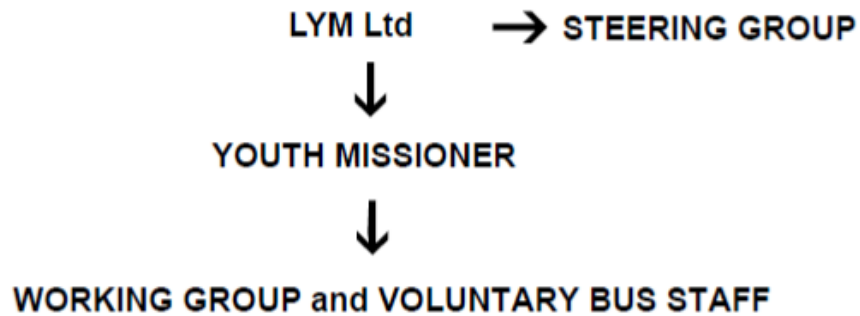 LYM Ltd → STEERING GROUP
↓
YOUTH MISSIONER
↓
WORKING GROUP and VOLUNTARY BUS STAFF